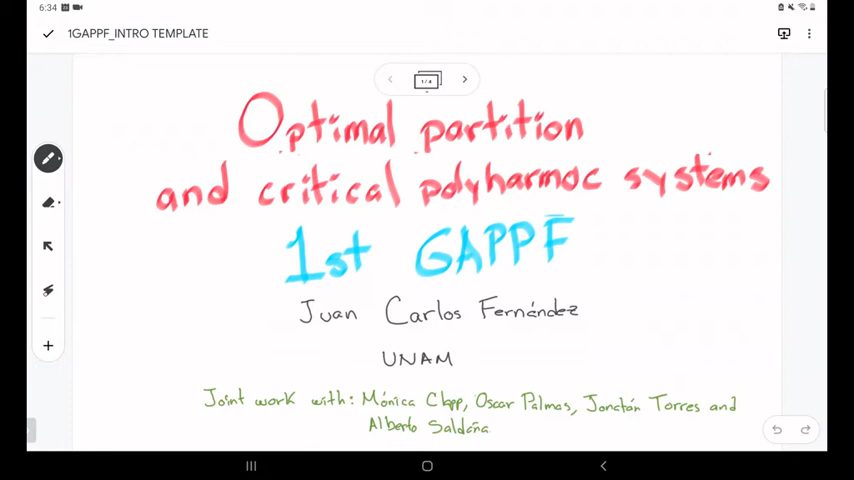 6:34
1GAPPF_INTRO TEMPLATE
1/4
Optimal partition
and critical polyharmoc systems
1st GAPPF
Juan Carlos Fernández
UNAM
Joint work with: Mónica Clapp, Oscar Palmas, Jonatán Torres and
Alberto Saldaña